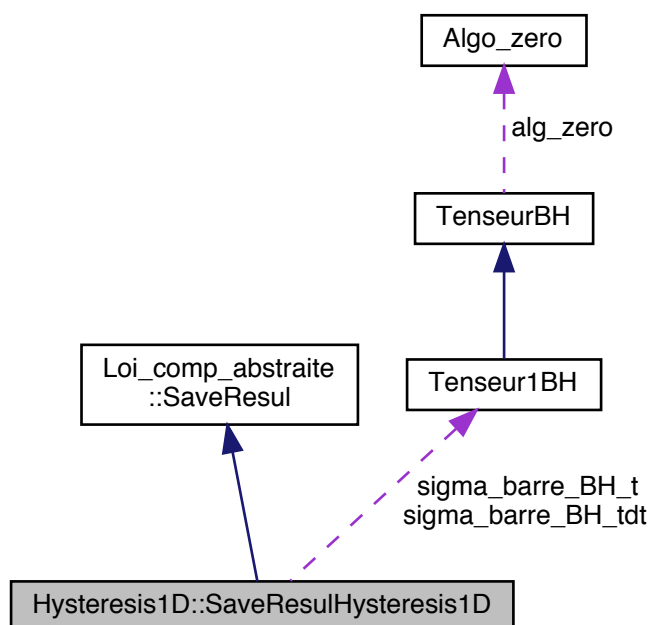 Algo_zero
alg_zero
TenseurBH
Loi_comp_abstraite
::SaveResul
Tenseur1BH
sigma_barre_BH_t
sigma_barre_BH_tdt
Hysteresis1D::SaveResulHysteresis1D